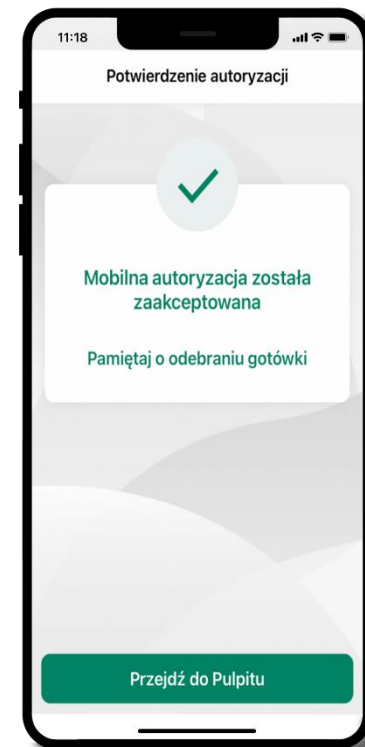 11:18
Potwierdzenie autoryzacji
Mobilna autoryzacja została
zaakceptowana
Pamiętaj o odebraniu gotówki
Przejdź do Pulpitu